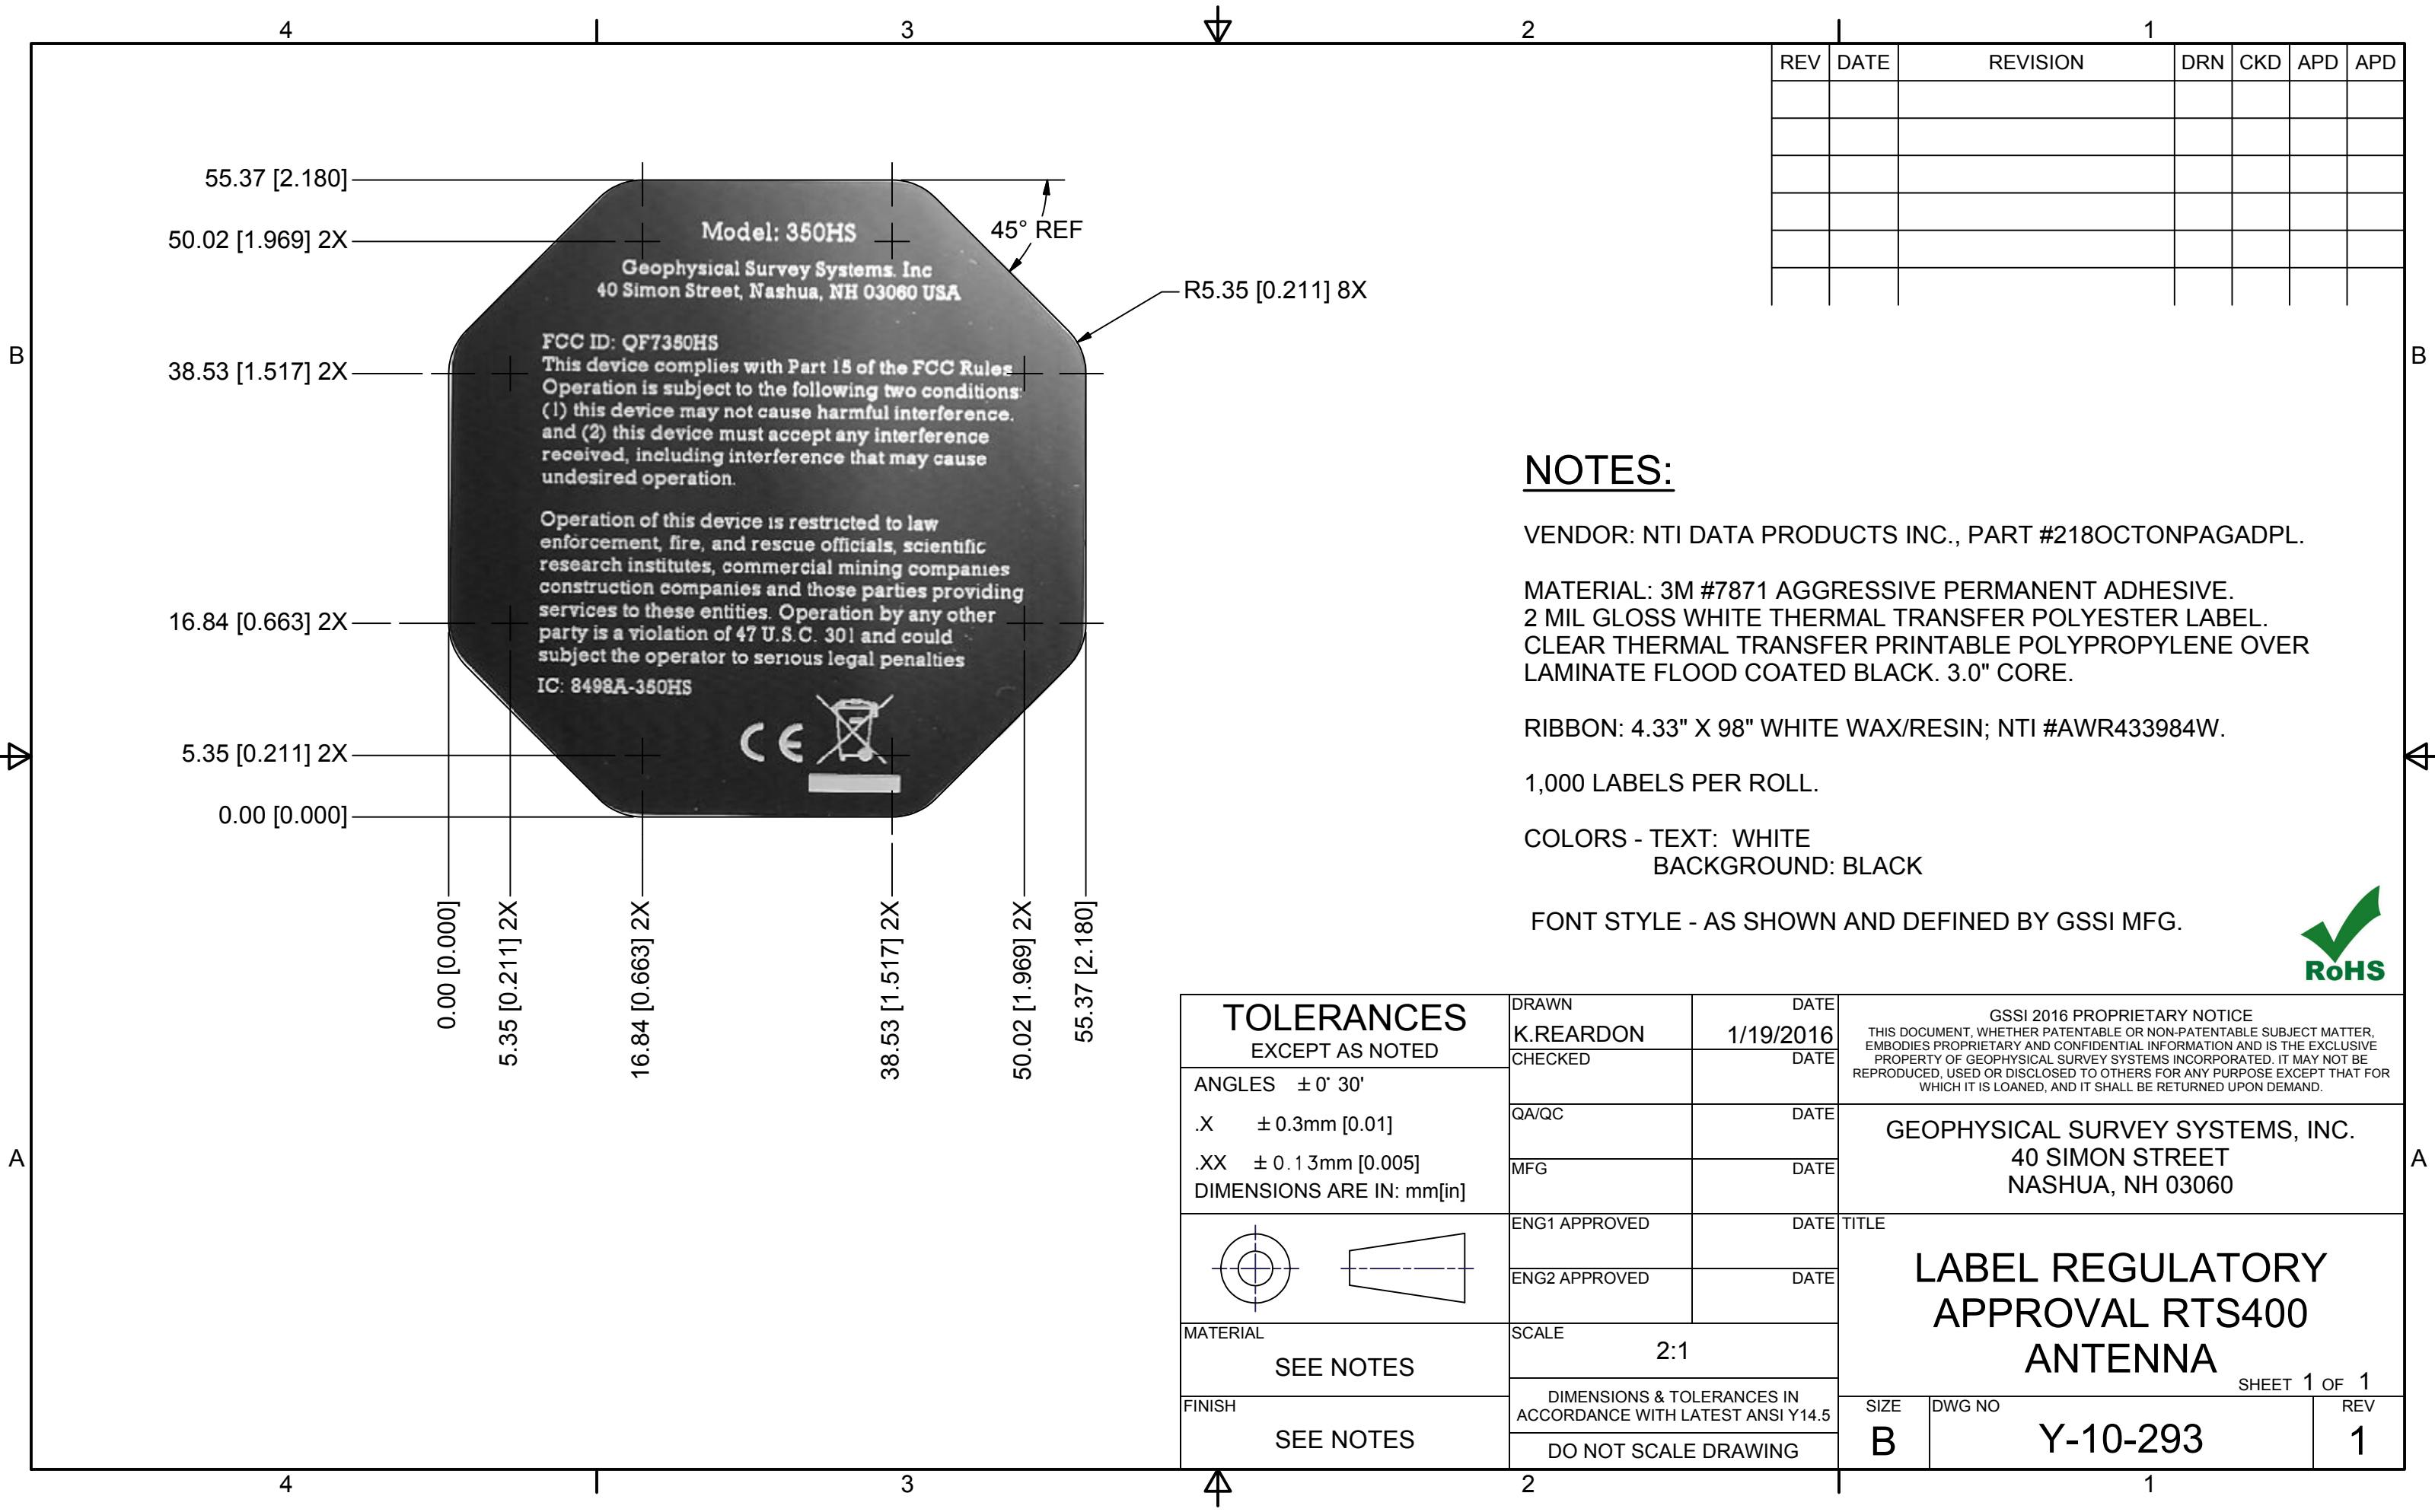 4 3 2 1
REV DATE REVISION DRN CKD APD APD
55.37 [2.180]
50.02 [1.969] 2X
38.53 [1.517] 2X
16.84 [0.663] 2X
5.35 [0.211] 2X
0.00 [0.000]
45° REF
R5.35 [0.211] 8X
Model: 350HS
Geophysical Survey Systems. Inc
40 Simon Street, Nashua, NH 03060 USA
FCC ID: QF7350HS
This device complies with Part 15 of the FCC Rules
Operation is subject to the following two conditions:
(1) this device may not cause harmful interference.
and (2) this device must accept any interference
received, including interference that may cause
undesired operation.
Operation of this device is restricted to law
enforcement, fire, and rescue officials, scientific
research institutes, commercial mining companies
construction companies and those parties providing
services to these entities. Operation by any other
party is a violation of 47 U.S.C. 301 and could
subject the operator to serious legal penalties
IC: 8498A-350HS
CE
0.00 [0.000]
5.35 [0.211] 2X
16.84 [0.663] 2X
38.53 [1.517] 2X
50.02 [1.969] 2X
55.37 [2.180]
B B
A A
NOTES:
VENDOR: NTI DATA PRODUCTS INC., PART #218OCTONPAGADPL.
MATERIAL: 3M #7871 AGGRESSIVE PERMANENT ADHESIVE.
2 MIL GLOSS WHITE THERMAL TRANSFER POLYESTER LABEL.
CLEAR THERMAL TRANSFER PRINTABLE POLYPROPYLENE OVER
LAMINATE FLOOD COATED BLACK. 3.0" CORE.
RIBBON: 4.33" X 98" WHITE WAX/RESIN; NTI #AWR433984W.
1,000 LABELS PER ROLL.
COLORS - TEXT: WHITE
BACKGROUND: BLACK
FONT STYLE - AS SHOWN AND DEFINED BY GSSI MFG.
RoHS
TOLERANCES
EXCEPT AS NOTED
ANGLES ± 0° 30'
.X ± 0.3mm [0.01]
.XX ± 0.13mm [0.005]
DIMENSIONS ARE IN: mm[in]
MATERIAL
SEE NOTES
FINISH
SEE NOTES
DRAWN DATE
K.REARDON 1/19/2016
CHECKED DATE
QA/QC DATE
MFG DATE
ENG1 APPROVED DATE
ENG2 APPROVED DATE
SCALE
2:1
DIMENSIONS & TOLERANCES IN
ACCORDANCE WITH LATEST ANSI Y14.5
DO NOT SCALE DRAWING
GSSI 2016 PROPRIETARY NOTICE
THIS DOCUMENT, WHETHER PATENTABLE OR NON-PATENTABLE SUBJECT MATTER,
EMBODIES PROPRIETARY AND CONFIDENTIAL INFORMATION AND IS THE EXCLUSIVE
PROPERTY OF GEOPHYSICAL SURVEY SYSTEMS INCORPORATED. IT MAY NOT BE
REPRODUCED, USED OR DISCLOSED TO OTHERS FOR ANY PURPOSE EXCEPT THAT FOR
WHICH IT IS LOANED, AND IT SHALL BE RETURNED UPON DEMAND.
GEOPHYSICAL SURVEY SYSTEMS, INC.
40 SIMON STREET
NASHUA, NH 03060
TITLE
LABEL REGULATORY
APPROVAL RTS400
ANTENNA
SHEET 1 OF 1
SIZE DWG NO REV
B Y-10-293 1
4 3 2 1